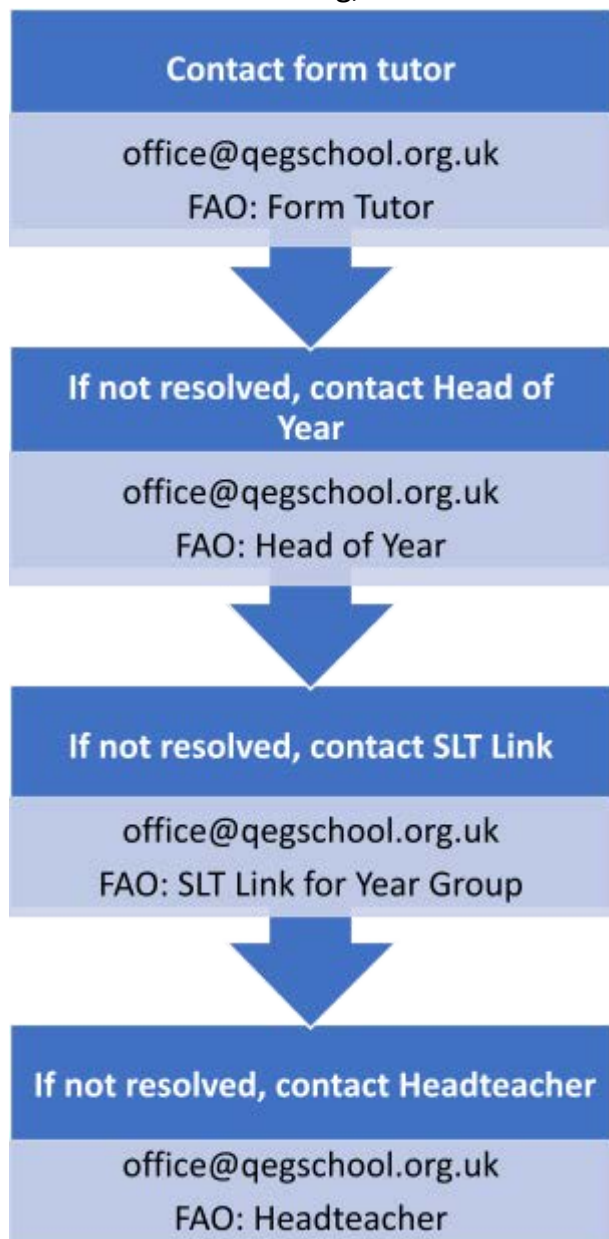 Contact form tutor
office@qegschool.org.uk
FAO: Form Tutor
If not resolved, contact Head of
Year
office@qegschool.org.uk
FAO: Head of Year
If not resolved, contact SLT Link
office@qegschool.org.uk
FAO: SLT Link for Year Group
If not resolved, contact Headteacher
office@qegschool.org.uk
FAO: Headteacher